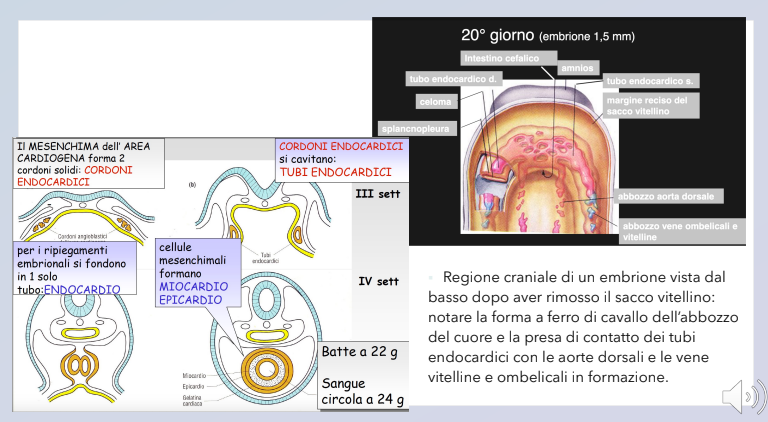 20° giorno (embrione 1,5 mm)
Intestino cefalico
amnios
tubo endocardico d.
tubo endocardico s.
celoma
margine reciso del
sacco vitellino
splancnopleura
abbozzo aorta dorsale
abbozzo vene ombelicali e
vitelline
Il MESENCHIMA dell' AREA
CARDIOGENA forma 2
cordoni solidi: CORDONI
ENDOCARDICI
CORDONI ENDOCARDICI
si cavitano:
TUBI ENDOCARDICI
(b)
III sett
Cordoni angioblastici
Tubi
endocardici
per i ripiegamenti
embrionali si fondono
in 1 solo
tubo:ENDOCARDIO
cellule
mesenchimali
formano
MIOCARDIO
EPICARDIO
IV sett
Miocardio
Epicardio
Gelatina
cardiaca
Batte a 22 g
Sangue
circola a 24 g
Regione craniale di un embrione vista dal
basso dopo aver rimosso il sacco vitellino:
notare la forma a ferro di cavallo dell'abbozzo
del cuore e la presa di contatto dei tubi
endocardici con le aorte dorsali e le vene
vitelline e ombelicali in formazione.